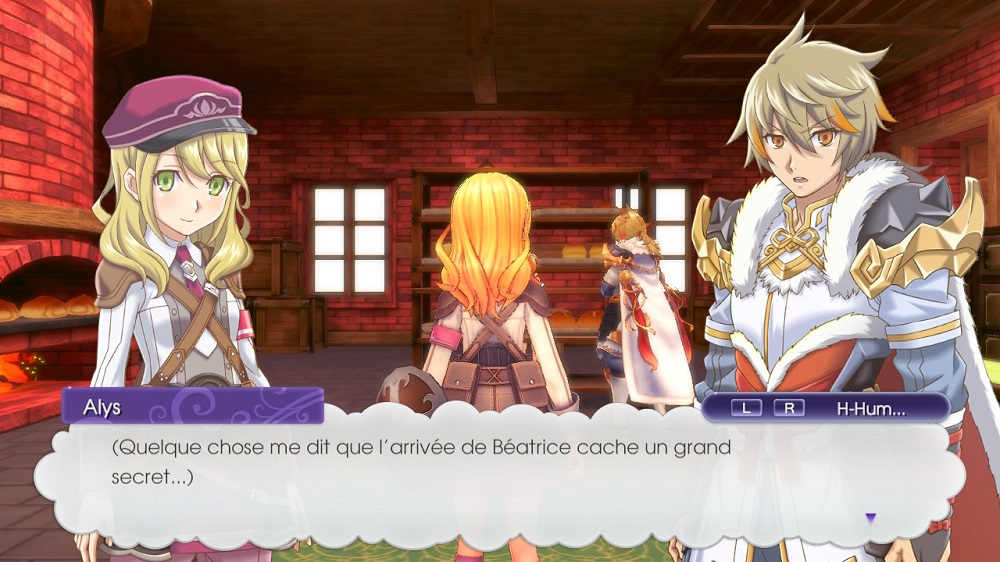 Alys
L R H-Hum...
(Quelque chose me dit que l'arrivée de Béatrice cache un grand
secret...)